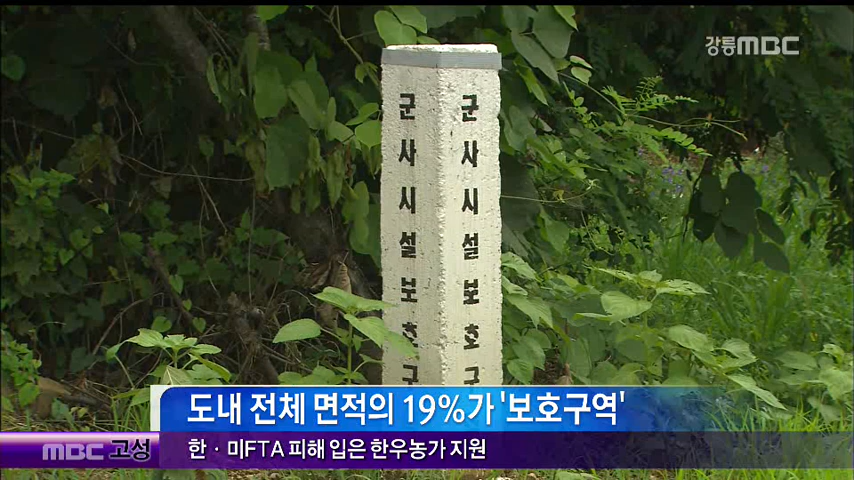 강릉MBC
군사시설보호구
군사시설보호구
도내 전체 면적의 19%가 '보호구역'
MBC 고성
한·미FTA 피해 입은 한우농가 지원